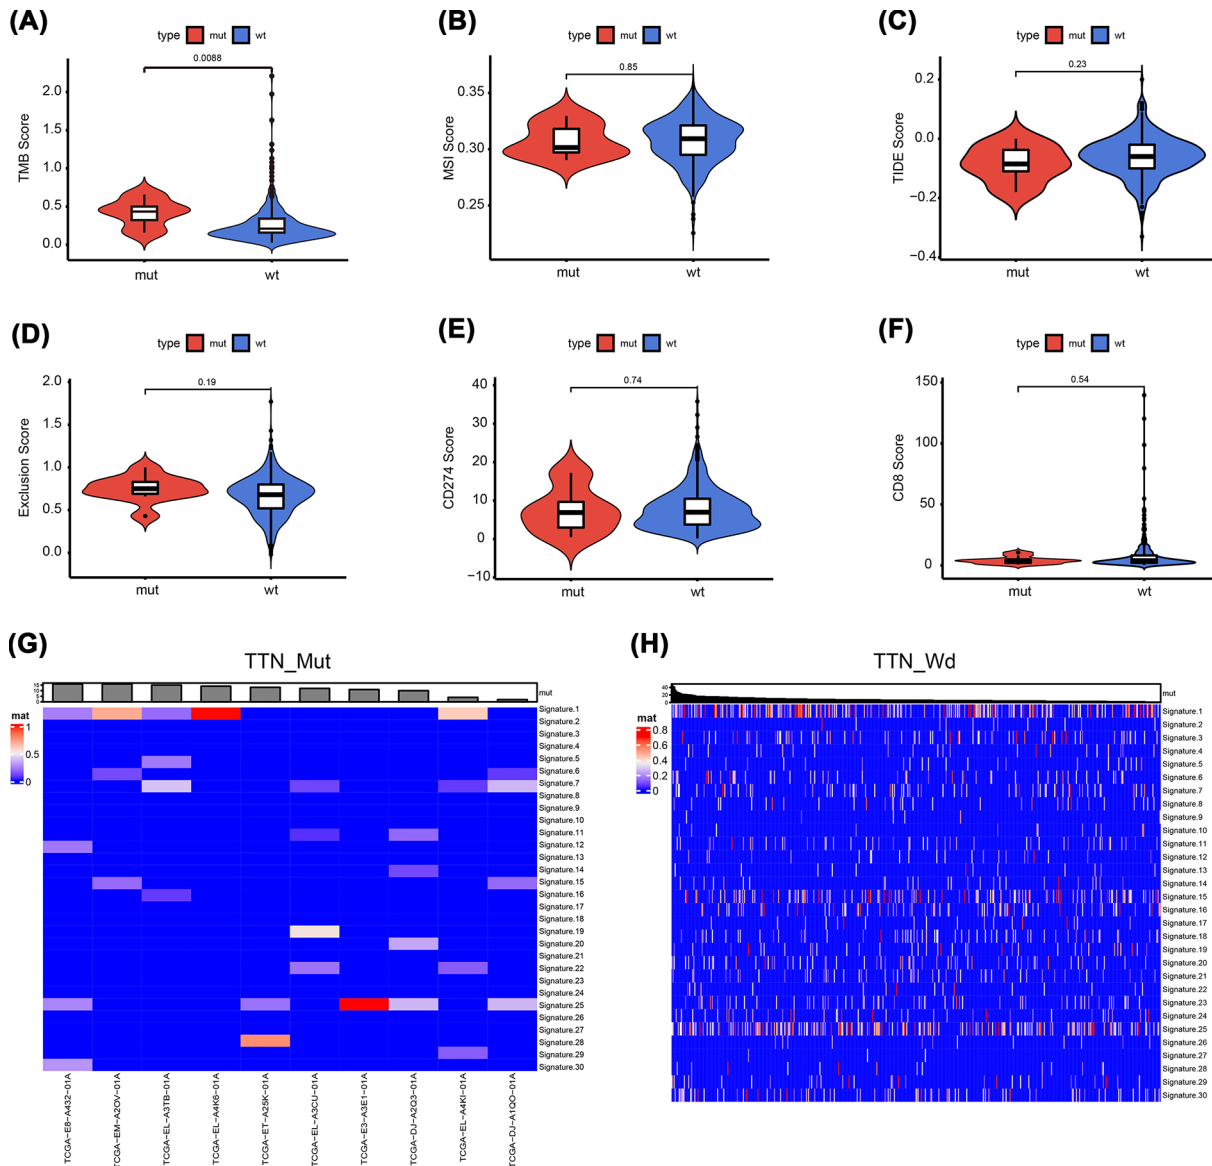 (A)
type mut wt
0.0088
TMB Score
2.0
1.5
1.0
0.5
0.0
mut wt
(B)
type mut wt
0.85
MSI Score
0.35
0.30
0.25
mut wt
(C)
type mut wt
0.23
TIDE Score
0.2
0.0
−0.2
−0.4
mut wt
(D)
type mut wt
0.19
Exclusion Score
2.0
1.5
1.0
0.5
0.0
mut wt
(E)
type mut wt
0.74
CD274 Score
40
30
20
10
0
−10
mut wt
(F)
type mut wt
0.54
CD8 Score
150
100
50
0
mut wt
(G)
TTN_Mut
15
10
5
0
mut
mat
1
0.5
0
Signature.1
Signature.2
Signature.3
Signature.4
Signature.5
Signature.6
Signature.7
Signature.8
Signature.9
Signature.10
Signature.11
Signature.12
Signature.13
Signature.14
Signature.15
Signature.16
Signature.17
Signature.18
Signature.19
Signature.20
Signature.21
Signature.22
Signature.23
Signature.24
Signature.25
Signature.26
Signature.27
Signature.28
Signature.29
Signature.30
TCGA−E8−A432−01A
TCGA−EM−A2OV−01A
TCGA−EL−A3TB−01A
TCGA−EL−A4K6−01A
TCGA−ET−A25K−01A
TCGA−EL−A3CU−01A
TCGA−E3−A3E1−01A
TCGA−DJ−A2Q3−01A
TCGA−EL−A4KI−01A
TCGA−DJ−A1QO−01A
(H)
TTN_Wd
40
20
0
mut
mat
0.8
0.6
0.4
0.2
0
Signature.1
Signature.2
Signature.3
Signature.4
Signature.5
Signature.6
Signature.7
Signature.8
Signature.9
Signature.10
Signature.11
Signature.12
Signature.13
Signature.14
Signature.15
Signature.16
Signature.17
Signature.18
Signature.19
Signature.20
Signature.21
Signature.22
Signature.23
Signature.24
Signature.25
Signature.26
Signature.27
Signature.28
Signature.29
Signature.30